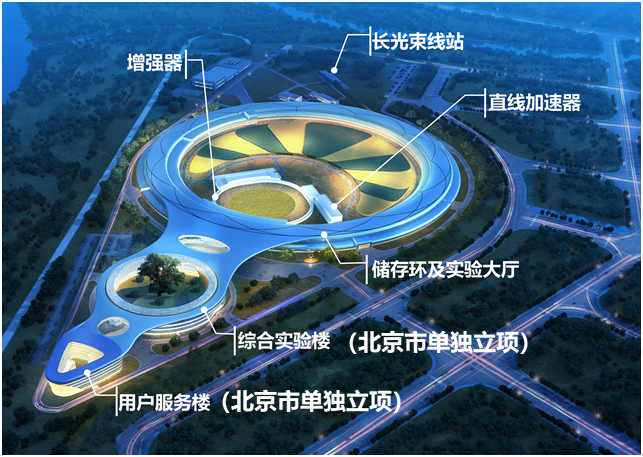 长光束线站
增强器
直线加速器
储存环及实验大厅
综合实验楼 (北京市单独立项)
用户服务楼 (北京市单独立项)